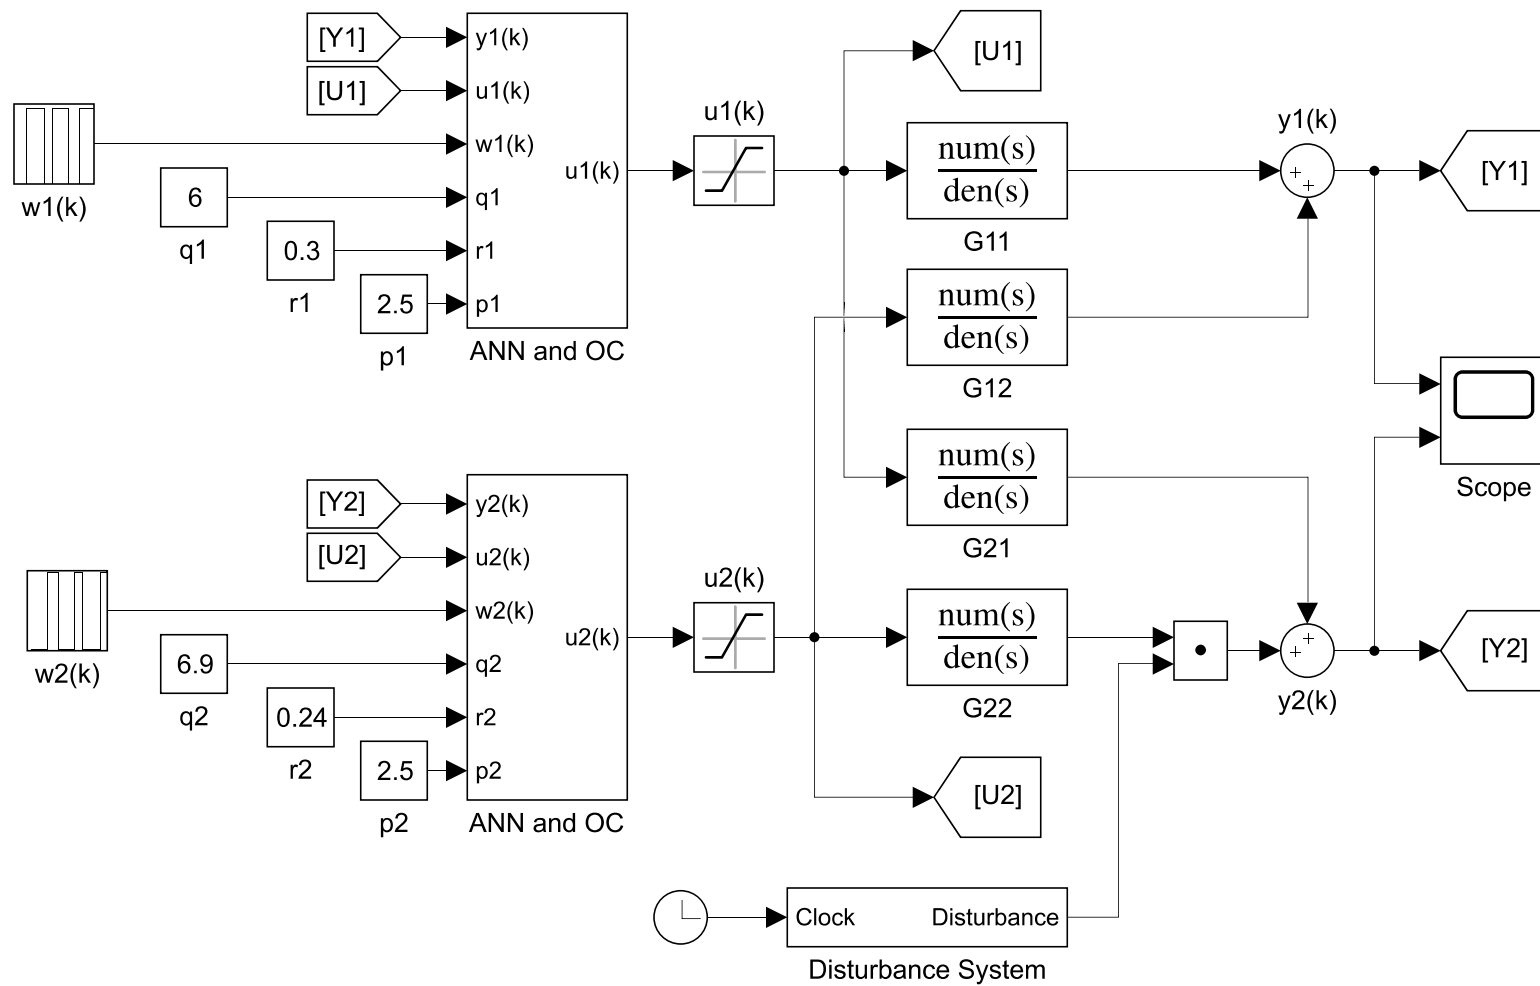 [Y1]
y1(k)
[U1]
u1(k)
w1(k)
w1(k)
6
q1
q1
0.3
r1
r1
2.5
p1
p1
u1(k)
ANN and OC
u1(k)
[U1]
num(s)
den(s)
G11
num(s)
den(s)
G12
num(s)
den(s)
G21
num(s)
den(s)
G22
y1(k)
+
+
[Y1]
Scope
[Y2]
y2(k)
[U2]
u2(k)
w2(k)
w2(k)
6.9
q2
q2
0.24
r2
r2
2.5
p2
p2
u2(k)
ANN and OC
u2(k)
[U2]
+
+
y2(k)
[Y2]
Clock
Disturbance
Disturbance System